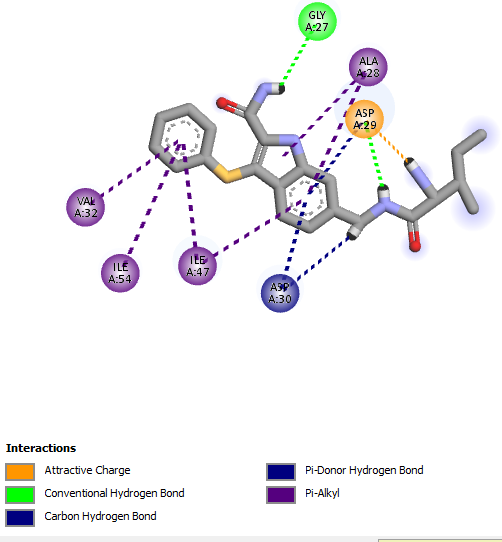 GLY
A:27
ALA
A:28
ASP
A:29
VAL
A:32
ILE
A:54
ILE
A:47
ASP
A:30
Interactions
Attractive Charge
Conventional Hydrogen Bond
Carbon Hydrogen Bond
Pi-Donor Hydrogen Bond
Pi-Alkyl